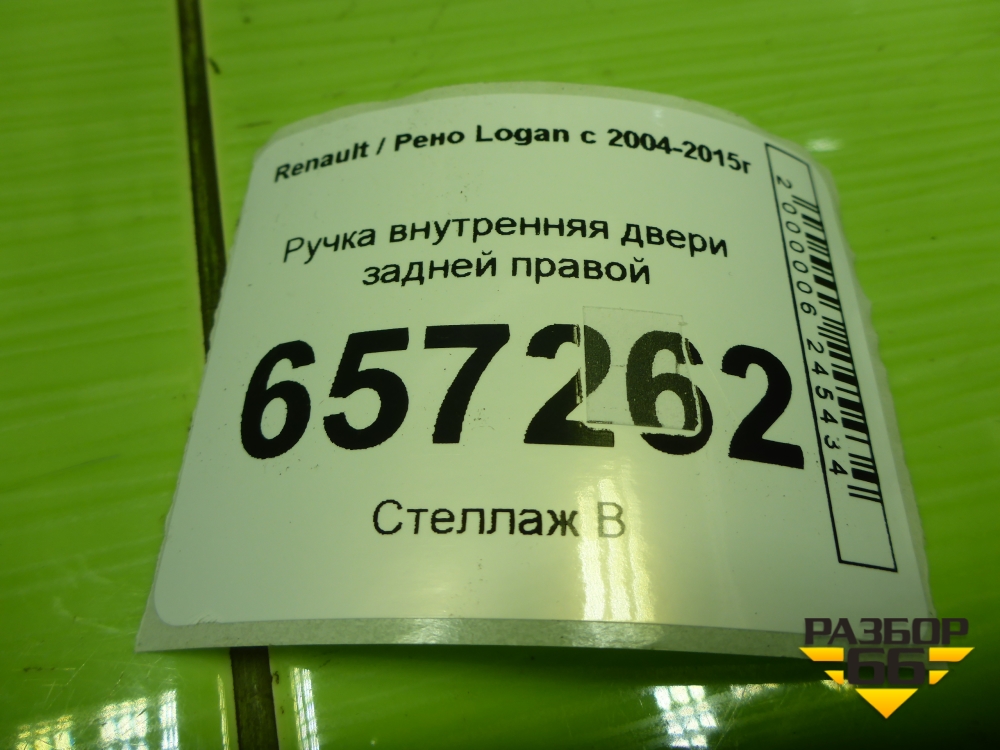 Renault / Рено Logan с 2004-2015г
Ручка внутренняя двери
задней правой
657262
Стеллаж В
2000006245434
РАЗБОР
66